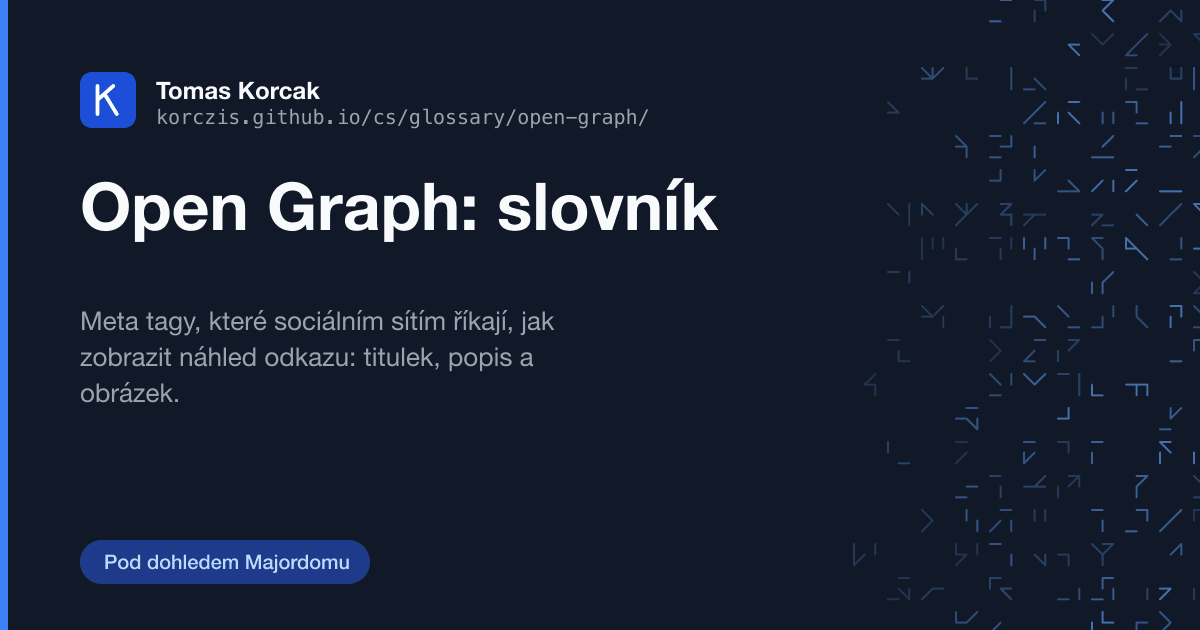 K
Tomas Korcak
korczis.github.io/cs/glossary/open-graph/
Open Graph: slovník
Meta tagy, které sociálním sítím říkají, jak
zobrazit náhled odkazu: titulek, popis a
obrázek.
Pod dohledem Majordomu